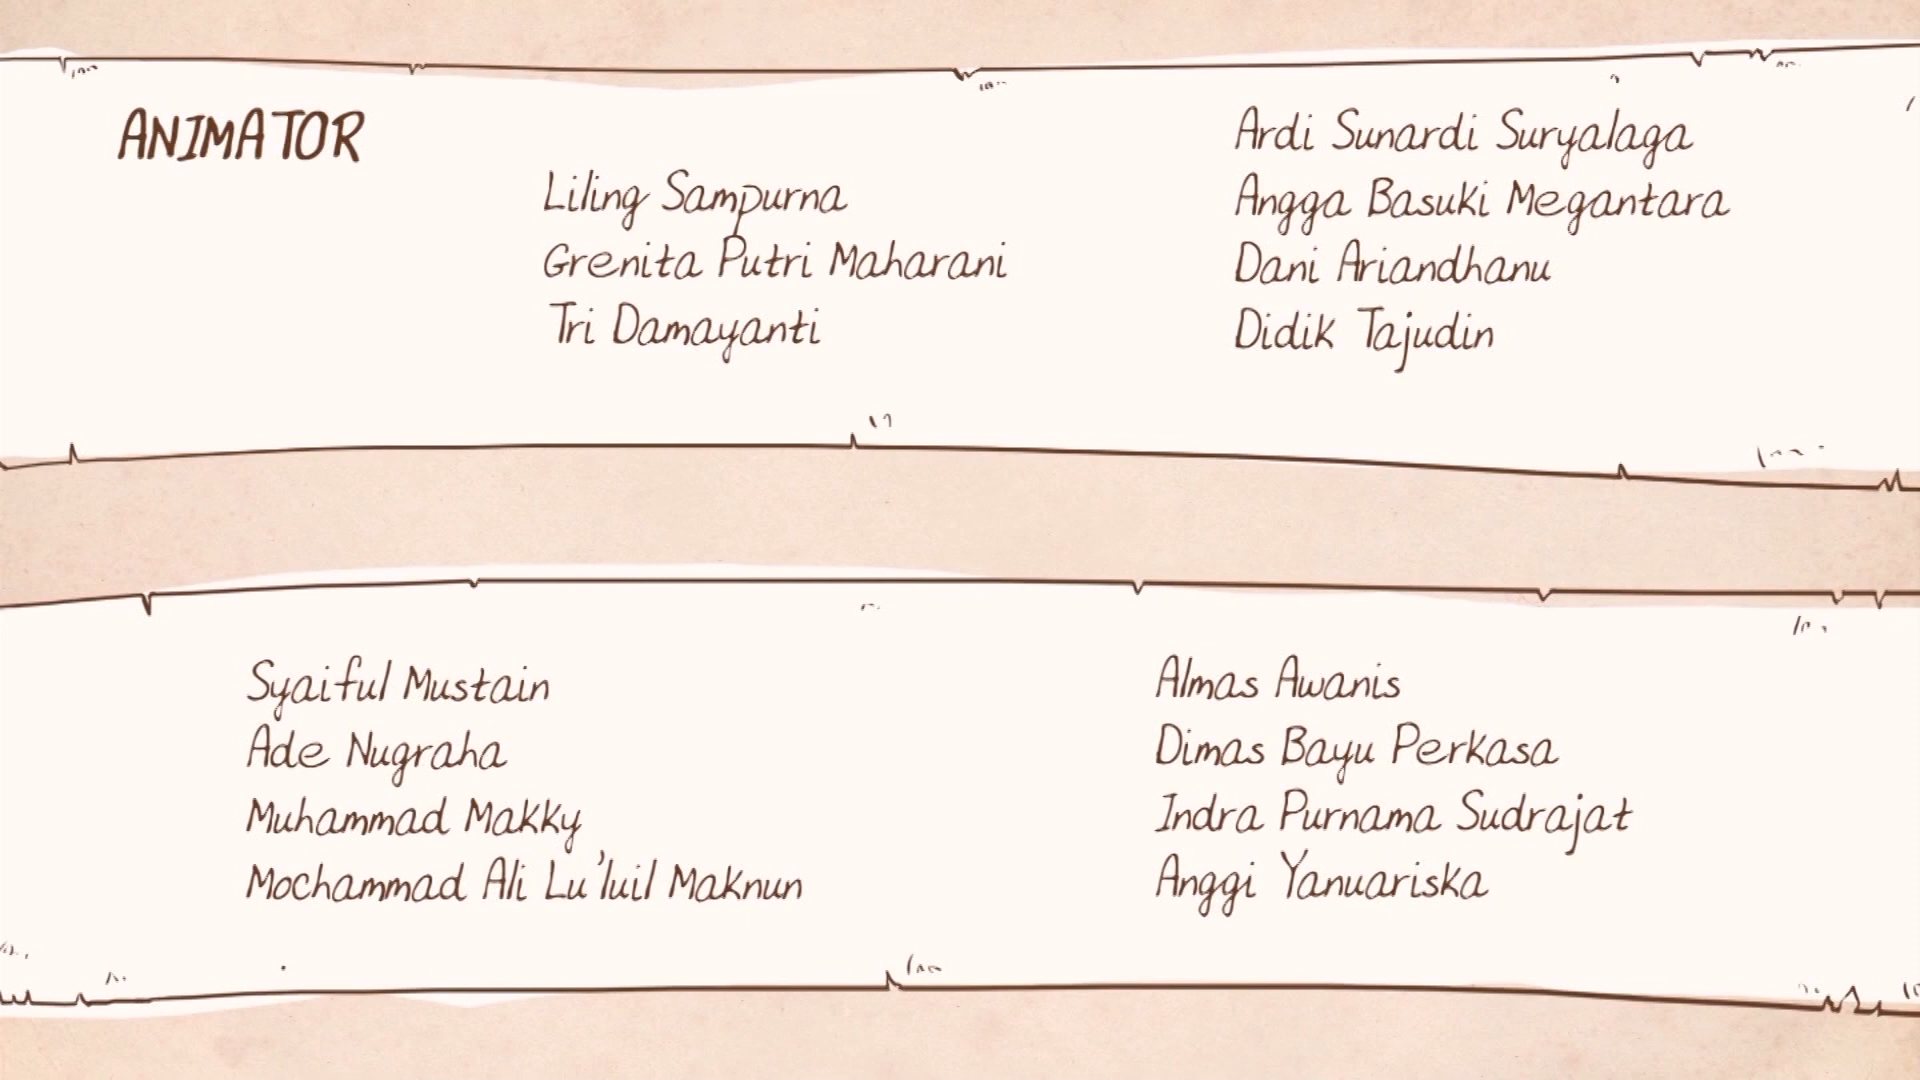 ANIMATOR
Liling Sampurna
Grenita Putri Maharani
Tri Damayanti
Ardi Sunardi Suryalaga
Angga Basuki Megantara
Dani Ariandhanu
Didik Tajudin
Syaiful Mustain
Ade Nugraha
Muhammad Makky
Mochammad Ali Lu'luil Maknun
Almas Awanis
Dimas Bayu Perkasa
Indra Purnama Sudrajat
Anggi Yanuariska